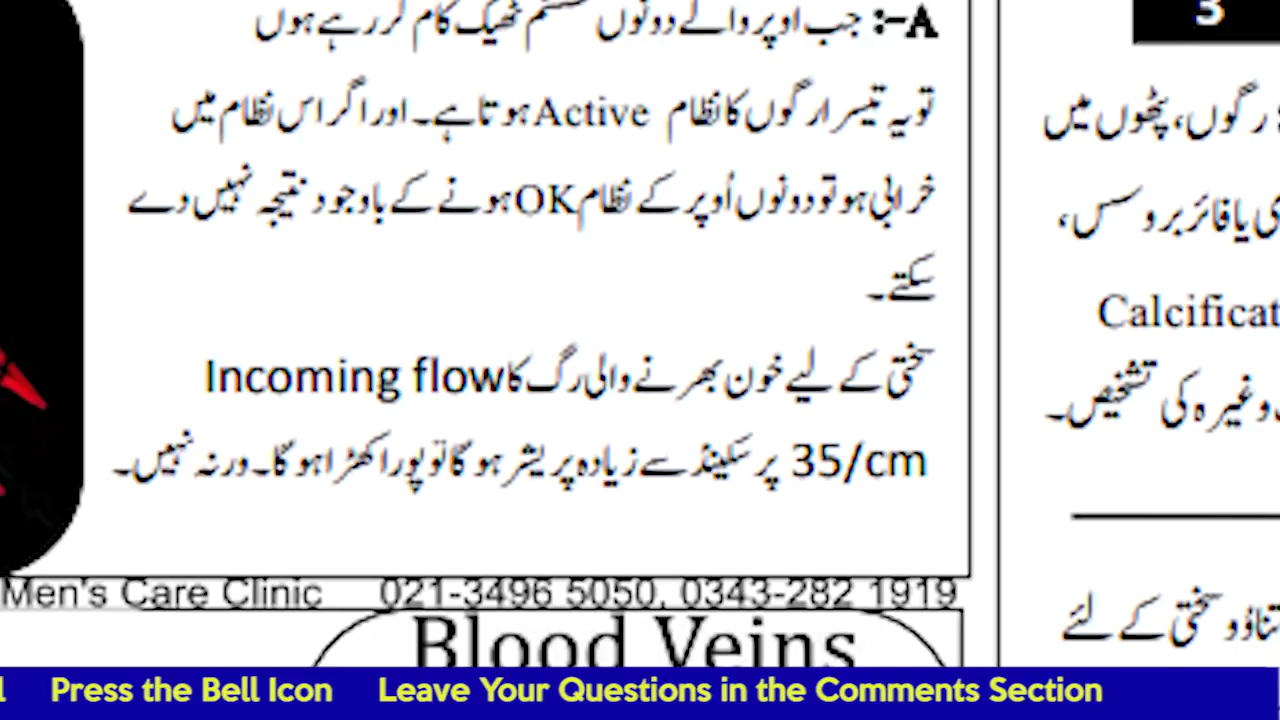 A-: جب اوپر والے دونوں سسٹم ٹھیک کام کر رہے ہوں
تو یہ تیسرا رگوں کا نظام Active ہوتا ہے۔ اور اگر اس نظام میں
خرابی ہو تو دونوں اُوپر کے نظام OK ہونے کے باوجود نتیجہ نہیں دے
سکتے۔
سختی کے لیے خون بھرنے والی رگ کا Incoming flow
35/cm پر سکینڈ سے زیادہ پریشر ہو گا تو پورا کھڑا ہو گا۔ ورنہ نہیں۔
Men's Care Clinic 021-3496 5050, 0343-282 1919
Blood Veins
رگوں، پٹھوں میں
یا فائبروسس،
وغیرہ کی تشخیص۔
تناؤ و سختی کے لئے
Press the Bell Icon Leave Your Questions in the Comments Section